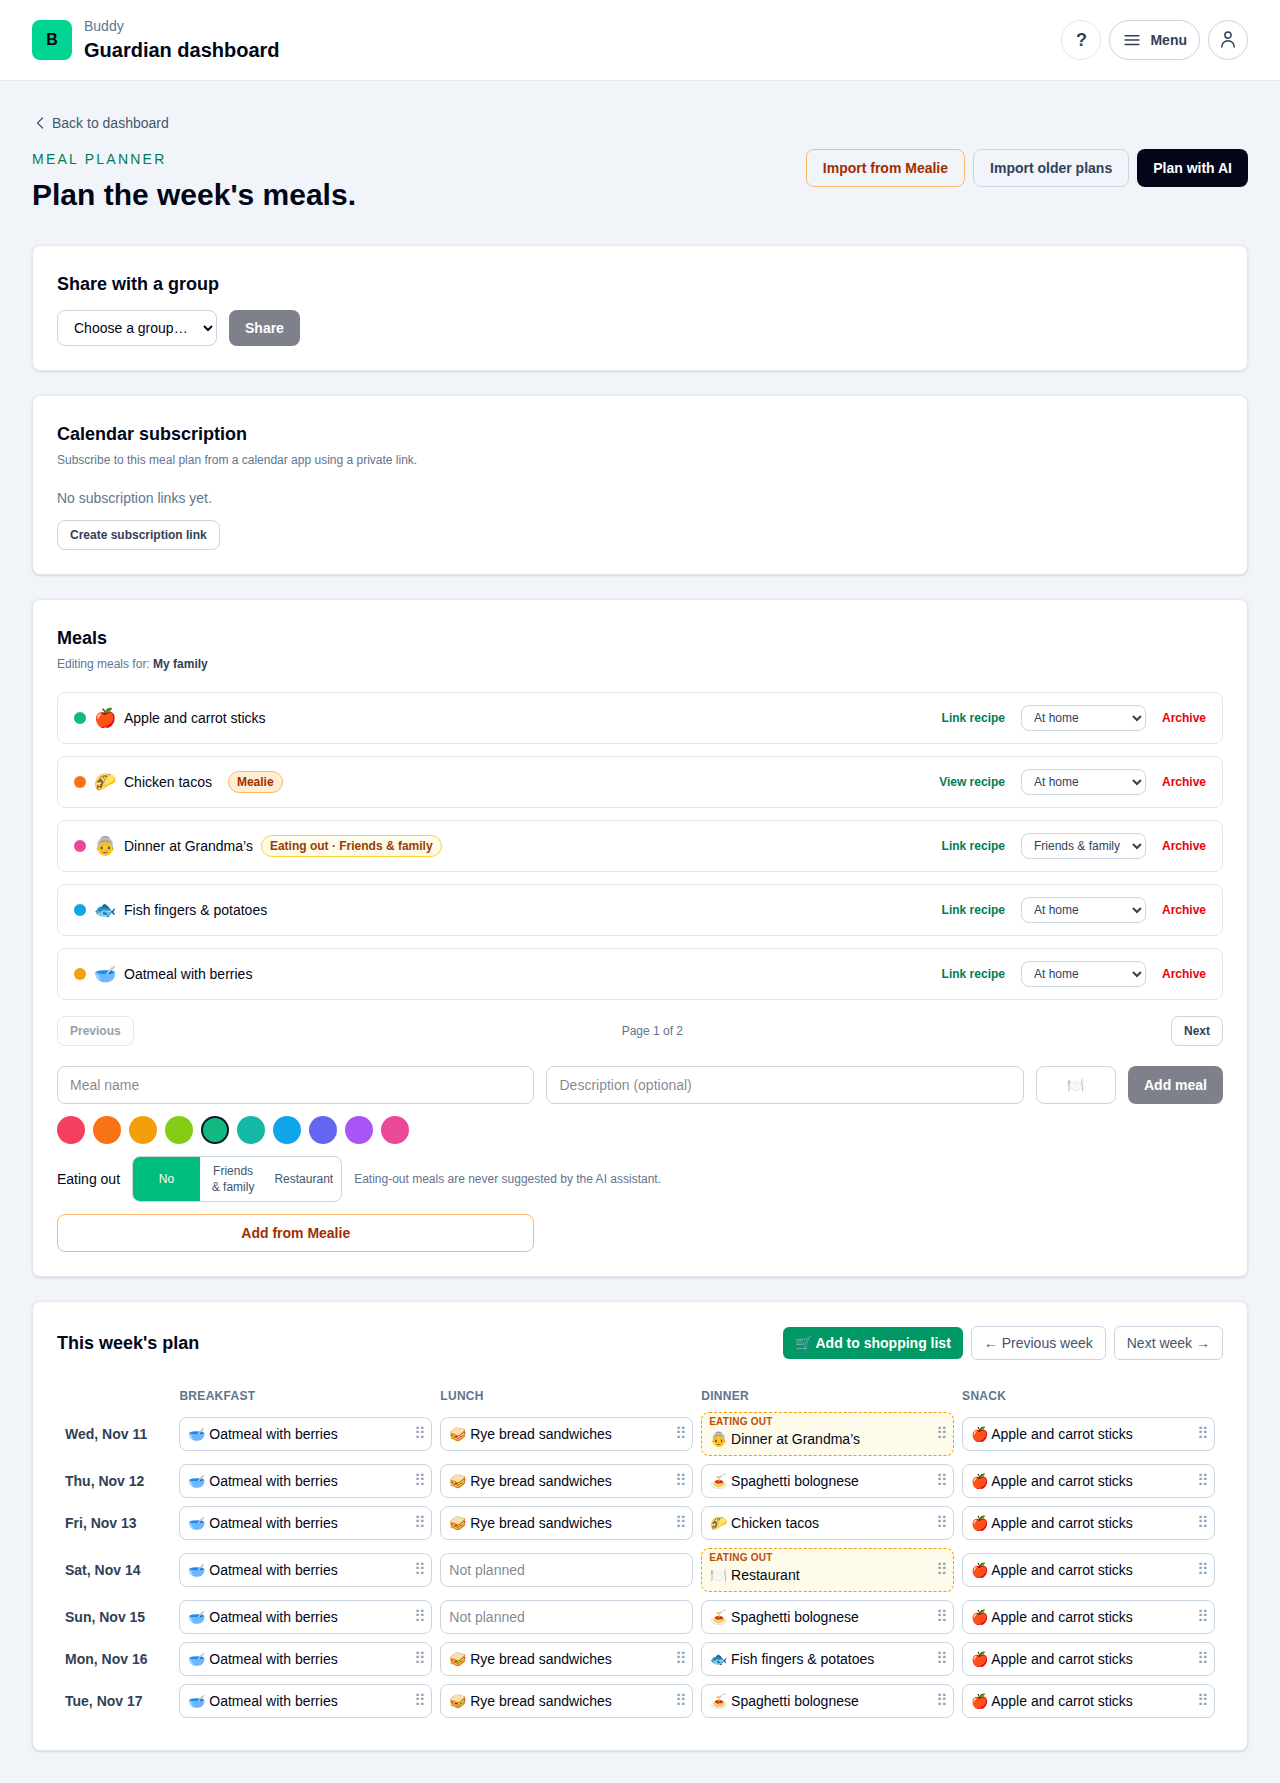 B
Buddy
Guardian dashboard
?
Menu
Back to dashboard
MEAL PLANNER
Plan the week's meals.
Import from Mealie
Import older plans
Plan with AI
Share with a group
Choose a group…
Share
Calendar subscription
Subscribe to this meal plan from a calendar app using a private link.
No subscription links yet.
Create subscription link
Meals
Editing meals for: My family
Apple and carrot sticks
Link recipe
At home
Archive
Chicken tacos
Mealie
View recipe
At home
Archive
Dinner at Grandma’s
Eating out · Friends & family
Link recipe
Friends & family
Archive
Fish fingers & potatoes
Link recipe
At home
Archive
Oatmeal with berries
Link recipe
At home
Archive
Previous
Page 1 of 2
Next
Meal name
Description (optional)
Add meal
Eating out
No
Friends
& family
Restaurant
Eating-out meals are never suggested by the AI assistant.
Add from Mealie
This week's plan
Add to shopping list
← Previous week
Next week →
BREAKFAST
LUNCH
DINNER
SNACK
Wed, Nov 11
Oatmeal with berries
Rye bread sandwiches
EATING OUT
Dinner at Grandma’s
Apple and carrot sticks
Thu, Nov 12
Oatmeal with berries
Rye bread sandwiches
Spaghetti bolognese
Apple and carrot sticks
Fri, Nov 13
Oatmeal with berries
Rye bread sandwiches
Chicken tacos
Apple and carrot sticks
Sat, Nov 14
Oatmeal with berries
Not planned
EATING OUT
Restaurant
Apple and carrot sticks
Sun, Nov 15
Oatmeal with berries
Not planned
Spaghetti bolognese
Apple and carrot sticks
Mon, Nov 16
Oatmeal with berries
Rye bread sandwiches
Fish fingers & potatoes
Apple and carrot sticks
Tue, Nov 17
Oatmeal with berries
Rye bread sandwiches
Spaghetti bolognese
Apple and carrot sticks